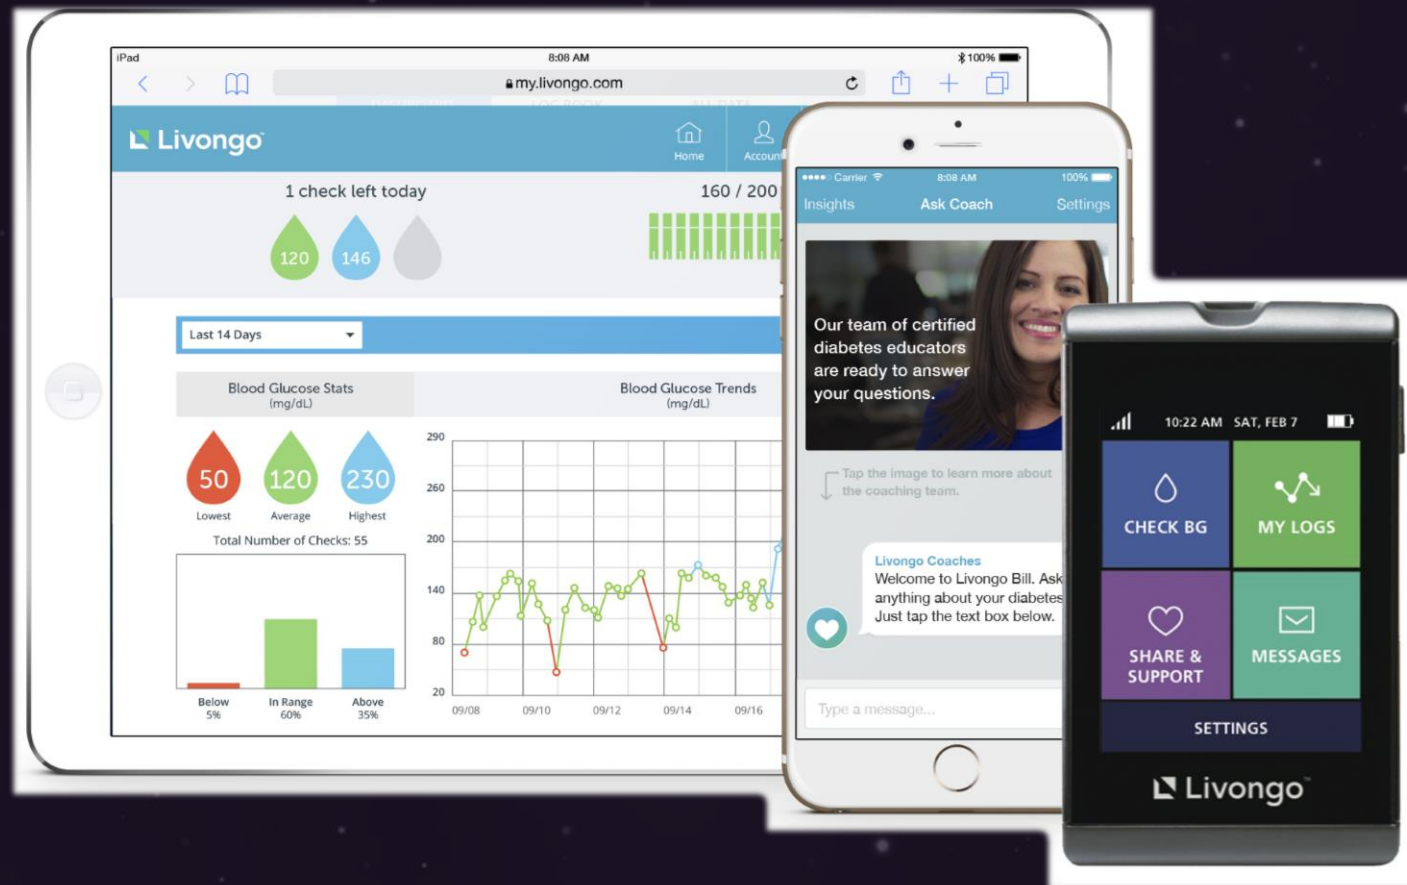 iPad
8:08 AM
100%
my.livongo.com
Livongo
Home
Accoun
1 check left today
120
146
160 / 200
Last 14 Days
Blood Glucose Stats
(mg/dL)
Blood Glucose Trends
(mg/dL)
50
120
230
Lowest
Average
Highest
Total Number of Checks: 55
Below
5%
In Range
60%
Above
35%
290
260
200
140
80
20
09/08
09/10
09/12
09/14
09/16
Carrier
8:08 AM
100%
Insights
Ask Coach
Settings
Our team of certified
diabetes educators
are ready to answer
your questions.
Tap the image to learn more about
the coaching team.
Livongo Coaches
Welcome to Livongo Bill. Ask
anything about your diabetes
Just tap the text box below.
Type a message...
10:22 AM SAT, FEB 7
CHECK BG
MY LOGS
SHARE &
SUPPORT
MESSAGES
SETTINGS
Livongo